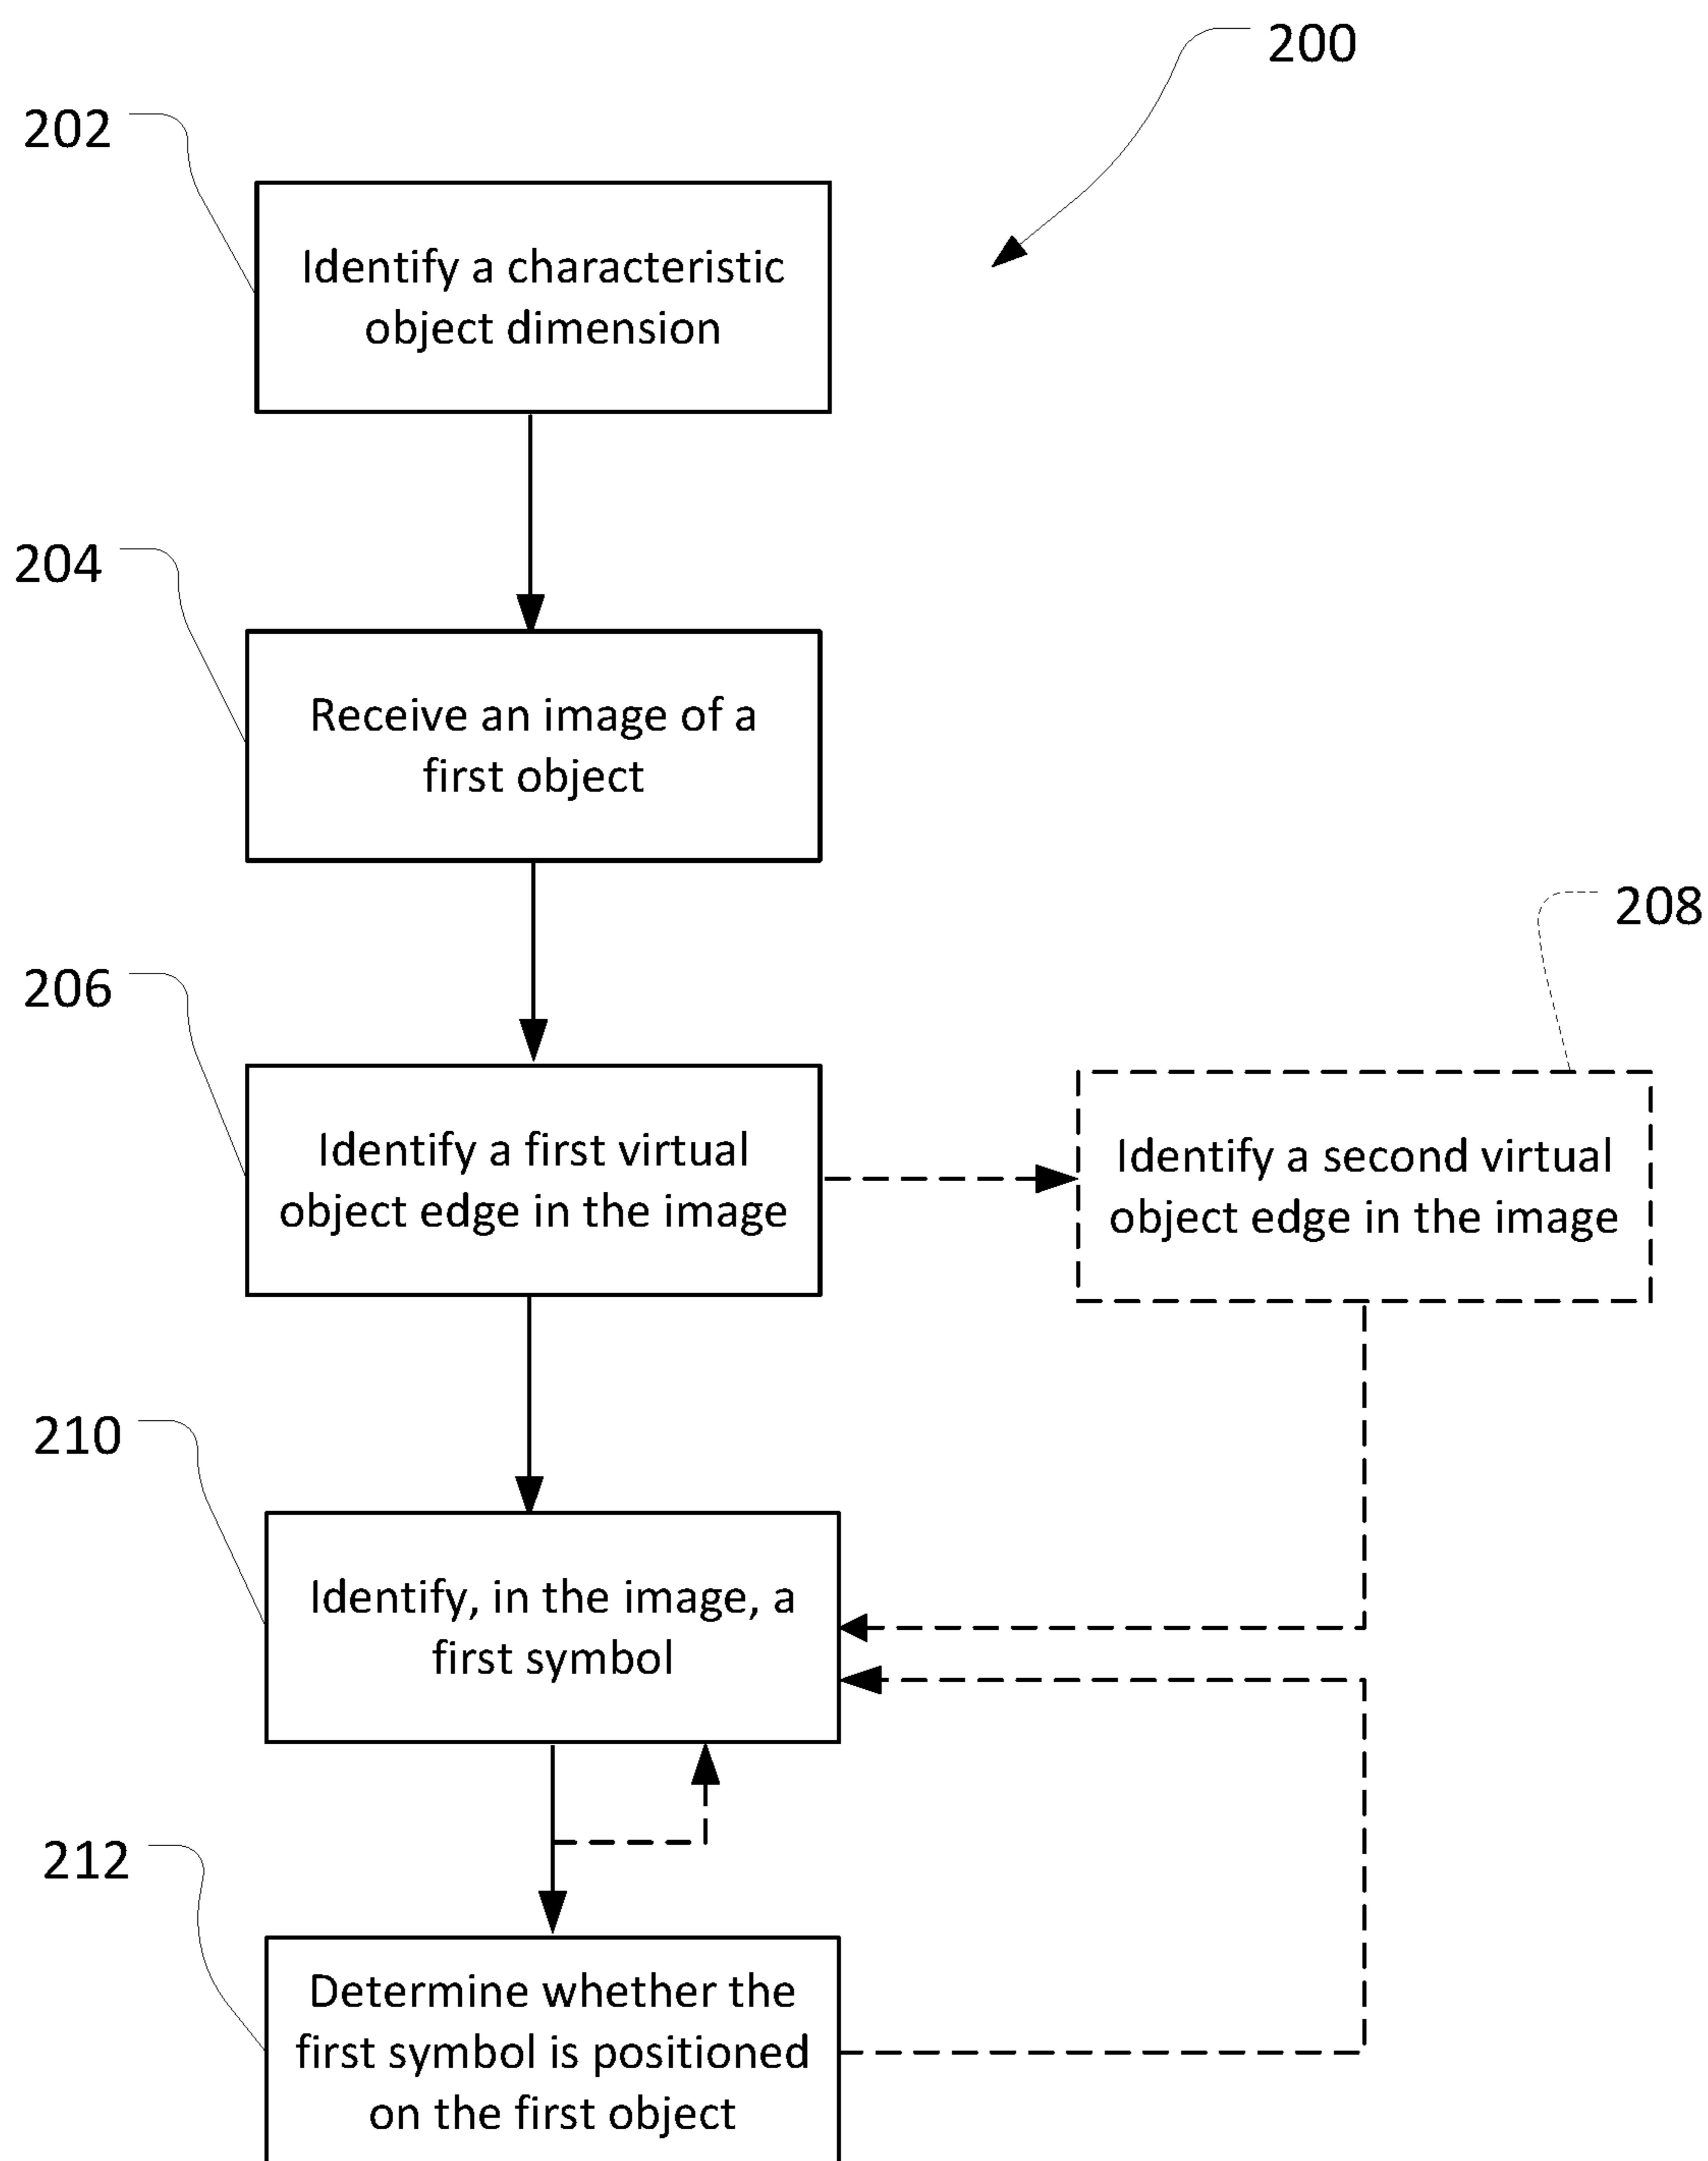 200
202
Identify a characteristic
object dimension
204
Receive an image of a
first object
206
Identify a first virtual
object edge in the image
208
Identify a second virtual
object edge in the image
210
Identify, in the image, a
first symbol
212
Determine whether the
first symbol is positioned
on the first object